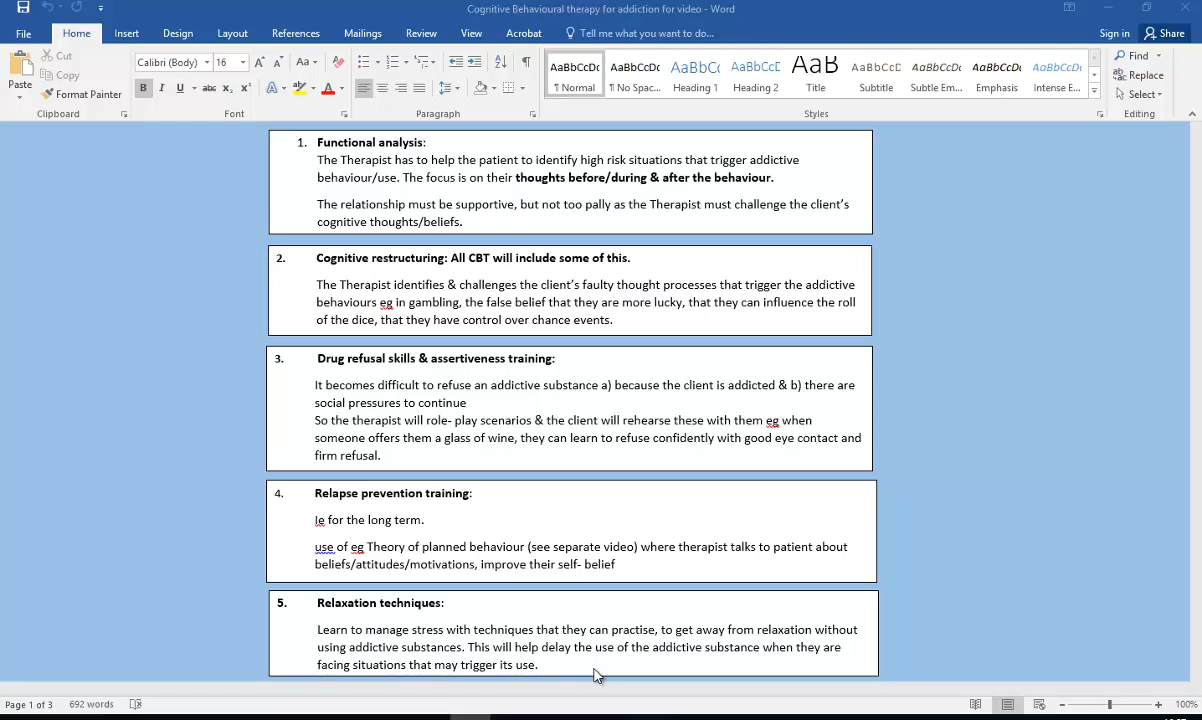 Cognitive Behavioural therapy for addiction for video - Word
File Home Insert Design Layout References Mailings Review View Acrobat Tell me what you want to do... Sign in Share
Paste Cut Calibri (Body) 16 A A Aa Find
Copy AaBbCcDc AaBbCcDc AaBbCc AaBbCcD AaB AaBbCcD AaBbCcDc AaBbCcDc AaBbCcDc Replace
Format Painter B I U abc x₂ x² A A ¶ Normal ¶ No Spac... Heading 1 Heading 2 Title Subtitle Subtle Em... Emphasis Intense E... Select
Clipboard Font Paragraph Styles Editing
1. Functional analysis:
The Therapist has to help the patient to identify high risk situations that trigger addictive
behaviour/use. The focus is on their thoughts before/during & after the behaviour.
The relationship must be supportive, but not too pally as the Therapist must challenge the client's
cognitive thoughts/beliefs.
2. Cognitive restructuring: All CBT will include some of this.
The Therapist identifies & challenges the client's faulty thought processes that trigger the addictive
behaviours eg in gambling, the false belief that they are more lucky, that they can influence the roll
of the dice, that they have control over chance events.
3. Drug refusal skills & assertiveness training:
It becomes difficult to refuse an addictive substance a) because the client is addicted & b) there are
social pressures to continue
So the therapist will role- play scenarios & the client will rehearse these with them eg when
someone offers them a glass of wine, they can learn to refuse confidently with good eye contact and
firm refusal.
4. Relapse prevention training:
Ie for the long term.
use of eg Theory of planned behaviour (see separate video) where therapist talks to patient about
beliefs/attitudes/motivations, improve their self- belief
5. Relaxation techniques:
Learn to manage stress with techniques that they can practise, to get away from relaxation without
using addictive substances. This will help delay the use of the addictive substance when they are
facing situations that may trigger its use.
Page 1 of 3 692 words 100%